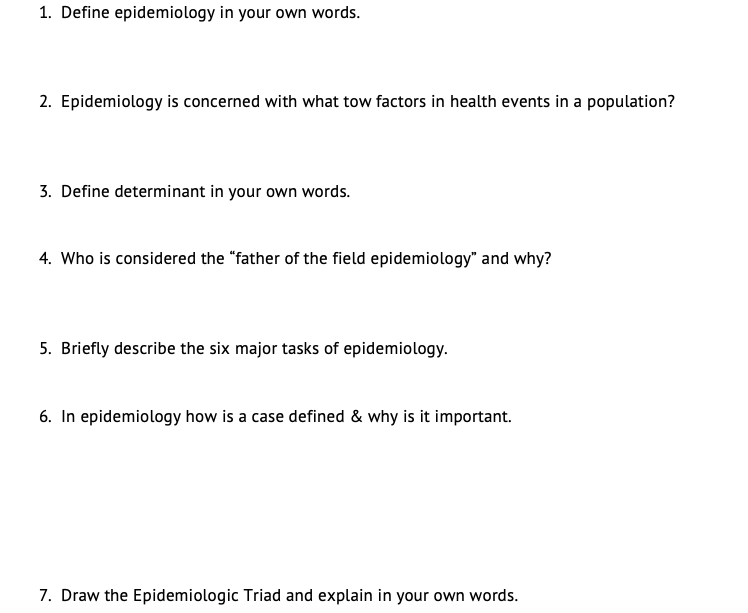 1. Define epidemiology in your own words.
2. Epidemiology is concerned with what tow factors in health events in a population?
3. Define determinant in your own words.
4. Who is considered the “father of the field epidemiology” and why?
5. Briefly describe the six major tasks of epidemiology.
6. In epidemiology how is a case defined & why is it important.
7. Draw the Epidemiologic Triad and explain in your own words.